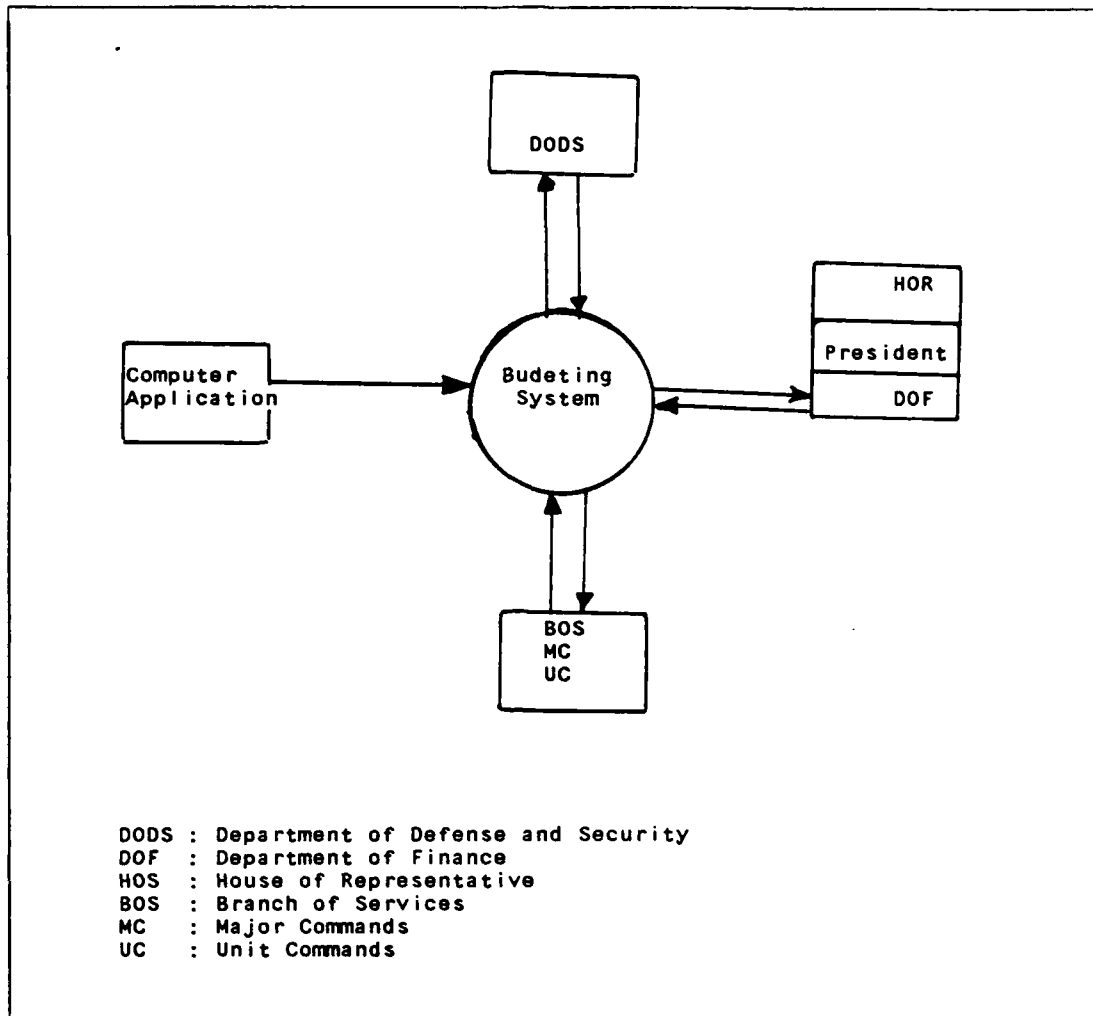 DODS
HOR
President
DOF
Computer
Application
Budeting
System
BOS
MC
UC
DODS : Department of Defense and Security
DOF : Department of Finance
HOS : House of Representative
BOS : Branch of Services
MC : Major Commands
UC : Unit Commands